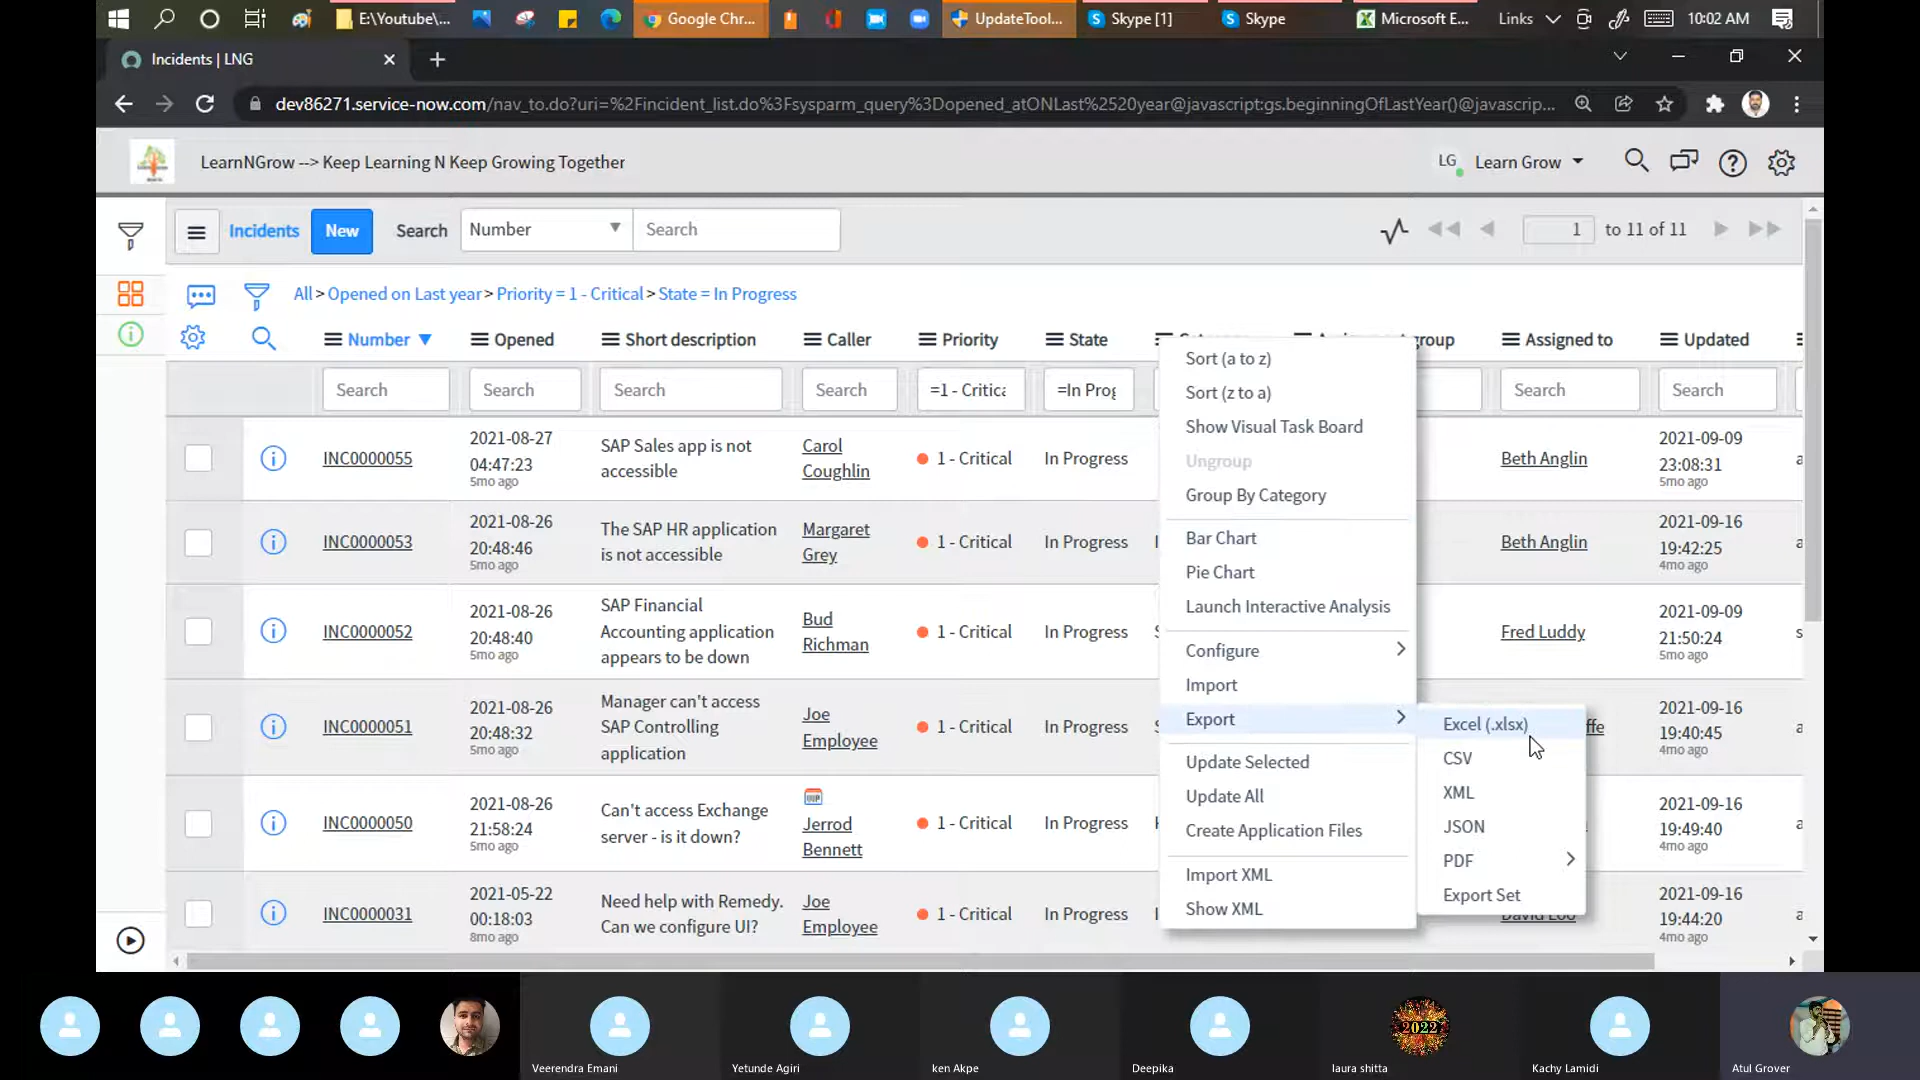 E:\Youtube\...
Google Chr...
UpdateTool...
Skype [1]
Skype
Microsoft E...
Links
10:02 AM
Incidents | LNG
dev86271.service-now.com/nav_to.do?uri=%2Fincident_list.do%3Fsysparm_query%3Dopened_atONLast%2520year@javascript:gs.beginningOfLastYear()@javascrip...
LearnNGrow --> Keep Learning N Keep Growing Together
LG
Learn Grow
Incidents
New
Search
Number
Search
1
to 11 of 11
All > Opened on Last year > Priority = 1 - Critical > State = In Progress
Number
Opened
Short description
Caller
Priority
State
Assigned to
Updated
Search
Search
Search
Search
=1 - Critica
=In Prog
Search
Search
INC0000055
2021-08-27
04:47:23
5mo ago
SAP Sales app is not
accessible
Carol
Coughlin
1 - Critical
In Progress
Beth Anglin
2021-09-09
23:08:31
5mo ago
INC0000053
2021-08-26
20:48:46
5mo ago
The SAP HR application
is not accessible
Margaret
Grey
1 - Critical
In Progress
Beth Anglin
2021-09-16
19:42:25
4mo ago
INC0000052
2021-08-26
20:48:40
5mo ago
SAP Financial
Accounting application
appears to be down
Bud
Richman
1 - Critical
In Progress
Fred Luddy
2021-09-09
21:50:24
5mo ago
INC0000051
2021-08-26
20:48:32
5mo ago
Manager can't access
SAP Controlling
application
Joe
Employee
1 - Critical
In Progress
ffe
2021-09-16
19:40:45
4mo ago
INC0000050
2021-08-26
21:58:24
5mo ago
Can't access Exchange
server - is it down?
Jerrod
Bennett
1 - Critical
In Progress
2021-09-16
19:49:40
4mo ago
INC0000031
2021-05-22
00:18:03
8mo ago
Need help with Remedy.
Can we configure UI?
Joe
Employee
1 - Critical
In Progress
2021-09-16
19:44:20
4mo ago
Sort (a to z)
Sort (z to a)
Show Visual Task Board
Ungroup
Group By Category
Bar Chart
Pie Chart
Launch Interactive Analysis
Configure
Import
Export
Update Selected
Update All
Create Application Files
Import XML
Show XML
Excel (.xlsx)
CSV
XML
JSON
PDF
Export Set
2022
Veerendra Emani
Yetunde Agiri
ken Akpe
Deepika
laura shitta
Kachy Lamidi
Atul Grover